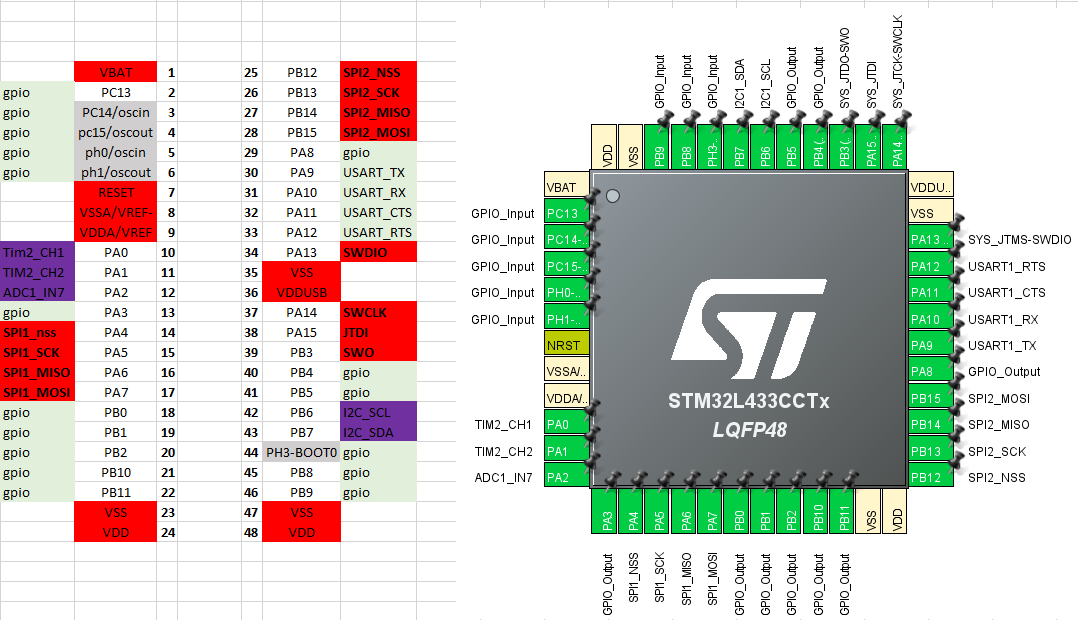 VBAT 1 25 PB12 SPI2_NSS
gpio PC13 2 26 PB13 SPI2_SCK
gpio PC14/oscin 3 27 PB14 SPI2_MISO
gpio pc15/oscout 4 28 PB15 SPI2_MOSI
gpio ph0/oscin 5 29 PA8 gpio
gpio ph1/oscout 6 30 PA9 USART_TX
RESET 7 31 PA10 USART_RX
VSSA/VREF- 8 32 PA11 USART_CTS
VDDA/VREF 9 33 PA12 USART_RTS
Tim2_CH1 PA0 10 34 PA13 SWDIO
TIM2_CH2 PA1 11 35 VSS
ADC1_IN7 PA2 12 36 VDDUSB
gpio PA3 13 37 PA14 SWCLK
SPI1_nss PA4 14 38 PA15 JTDI
SPI1_SCK PA5 15 39 PB3 SWO
SPI1_MISO PA6 16 40 PB4 gpio
SPI1_MOSI PA7 17 41 PB5 gpio
gpio PB0 18 42 PB6 I2C_SCL
gpio PB1 19 43 PB7 I2C_SDA
gpio PB2 20 44 PH3-BOOT0 gpio
gpio PB10 21 45 PB8 gpio
gpio PB11 22 46 PB9 gpio
VSS 23 47 VSS
VDD 24 48 VDD
GPIO_Input
GPIO_Input
GPIO_Input
I2C1_SDA
I2C1_SCL
GPIO_Output
GPIO_Output
SYS_JTDO-SWO
SYS_JTDI
SYS_JTCK-SWCLK
VDD
VSS
PB9
PB8
PH3-..
PB7
PB6
PB5
PB4 (..
PB3 (..
PA15..
PA14..
VBAT
GPIO_Input PC13
GPIO_Input PC14-..
GPIO_Input PC15-..
GPIO_Input PH0-..
GPIO_Input PH1-..
NRST
VSSA/..
VDDA/..
TIM2_CH1 PA0
TIM2_CH2 PA1
ADC1_IN7 PA2
STM32L433CCTx
LQFP48
VDDU..
VSS
PA13 .. SYS_JTMS-SWDIO
PA12 USART1_RTS
PA11 USART1_CTS
PA10 USART1_RX
PA9 USART1_TX
PA8 GPIO_Output
PB15 SPI2_MOSI
PB14 SPI2_MISO
PB13 SPI2_SCK
PB12 SPI2_NSS
PA3
PA4
PA5
PA6
PA7
PB0
PB1
PB2
PB10
PB11
VSS
VDD
GPIO_Output
SPI1_NSS
SPI1_SCK
SPI1_MISO
SPI1_MOSI
GPIO_Output
GPIO_Output
GPIO_Output
GPIO_Output
GPIO_Output